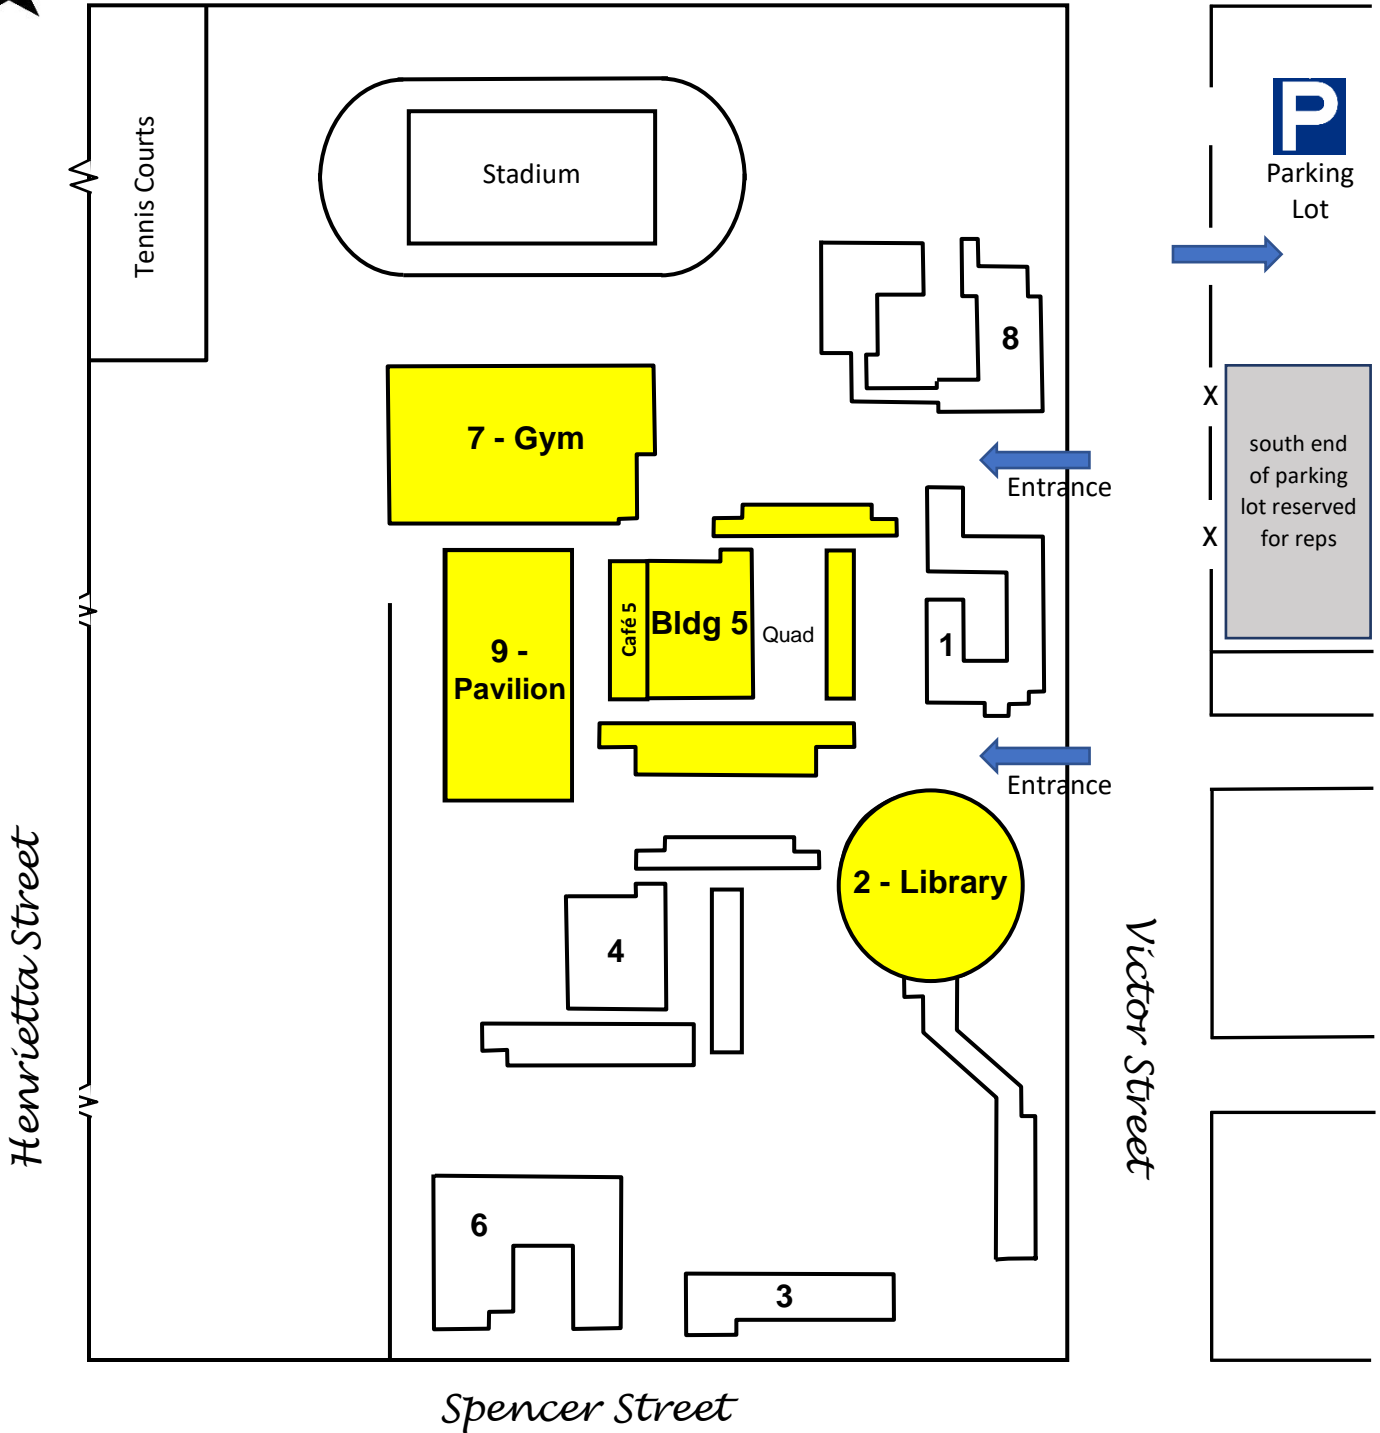 P
Parking
Lot
Tennis Courts
Stadium
8
X
7 - Gym
south end
of parking
lot reserved
for reps
Entrance
X
Café 5
Bldg 5
Quad
1
9 -
Pavilion
Entrance
2 - Library
4
Henrietta Street
Victor Street
6
3
Spencer Street